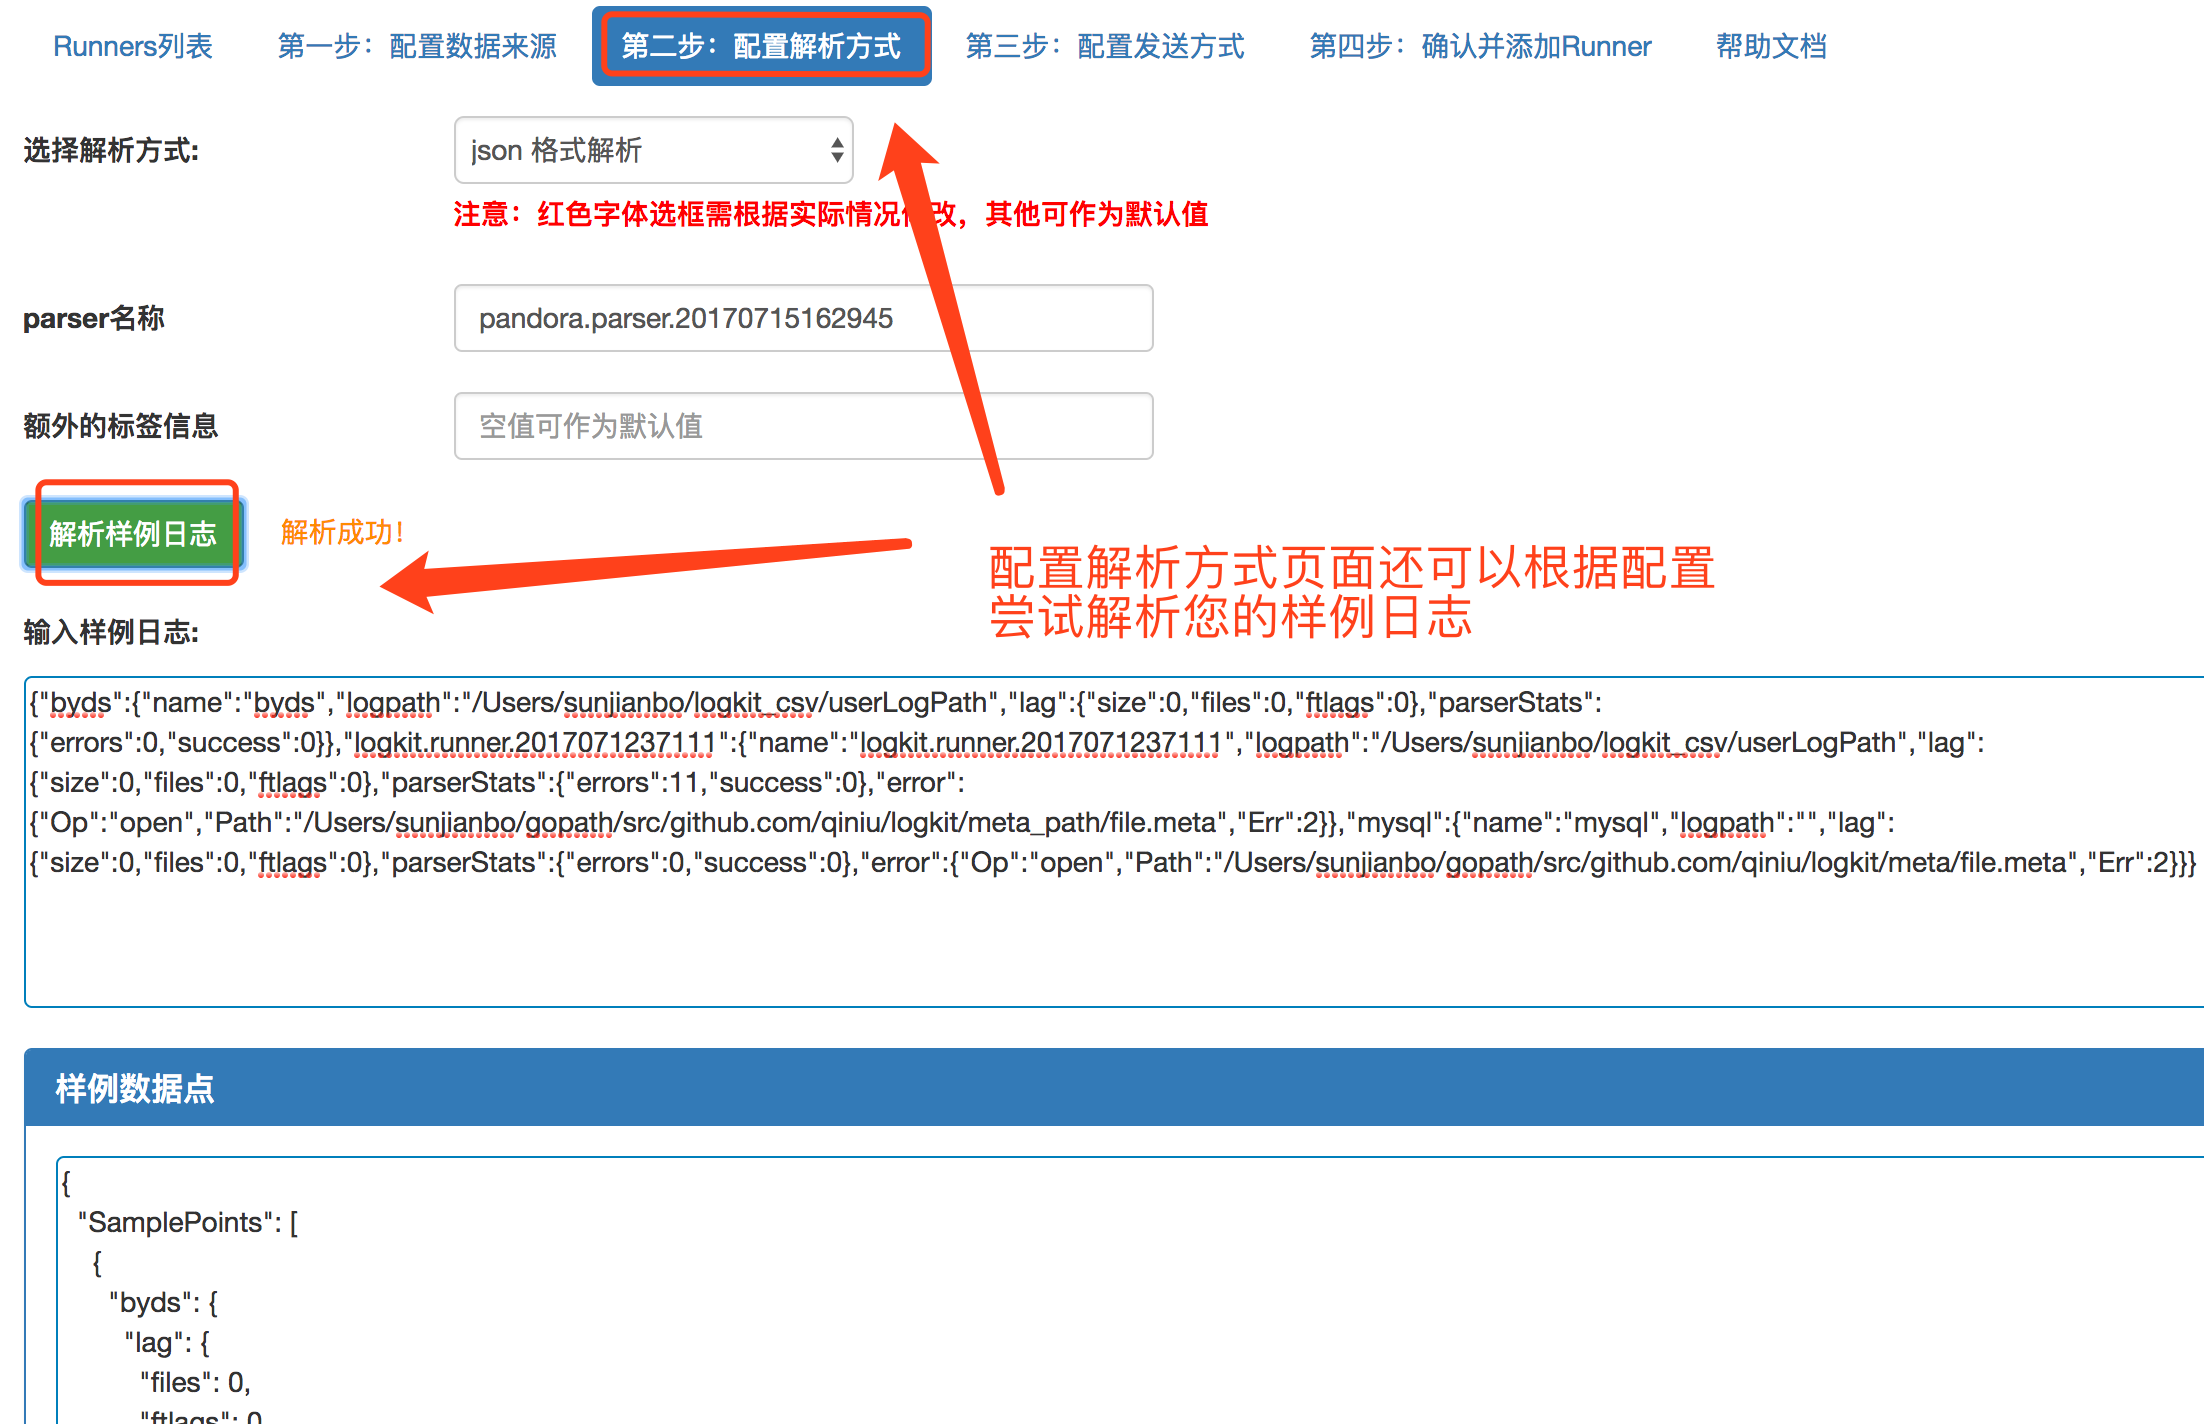 Runners列表 第一步：配置数据来源 第二步：配置解析方式 第三步：配置发送方式 第四步：确认并添加Runner 帮助文档
选择解析方式: json 格式解析
注意：红色字体选框需根据实际情况修改，其他可作为默认值
parser名称 pandora.parser.20170715162945
额外的标签信息 空值可作为默认值
解析样例日志 解析成功！
配置解析方式页面还可以根据配置
尝试解析您的样例日志
输入样例日志:
{"byds":{"name":"byds","logpath":"/Users/sunjianbo/logkit_csv/userLogPath","lag":{"size":0,"files":0,"ftlags":0},"parserStats":
{"errors":0,"success":0}},"logkit.runner.2017071237111":{"name":"logkit.runner.2017071237111","logpath":"/Users/sunjianbo/logkit_csv/userLogPath","lag":
{"size":0,"files":0,"ftlags":0},"parserStats":{"errors":11,"success":0},"error":
{"Op":"open","Path":"/Users/sunjianbo/gopath/src/github.com/qiniu/logkit/meta_path/file.meta","Err":2}},"mysql":{"name":"mysql","logpath":"","lag":
{"size":0,"files":0,"ftlags":0},"parserStats":{"errors":0,"success":0},"error":{"Op":"open","Path":"/Users/sunjianbo/gopath/src/github.com/qiniu/logkit/meta/file.meta","Err":2}}}
样例数据点
{
"SamplePoints": [
{
"byds": {
"lag": {
"files": 0,
"ftlags": 0